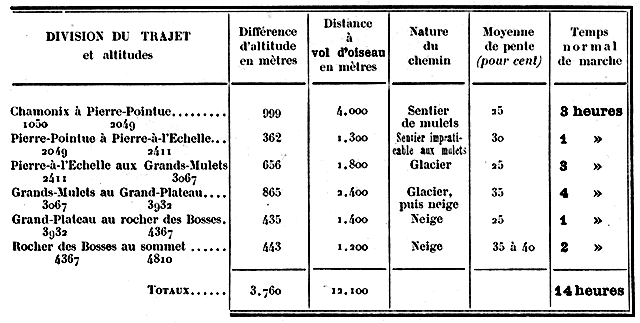 DIVISION DU TRAJET et altitudes | Différence d'altitude en mètres | Distance à vol d'oiseau en mètres | Nature du chemin | Moyenne de pente (pour cent) | Temps normal de marche
Chamonix à Pierre-Pointue......... | 999 | 4.000 | Sentier de mulets | 25 | 3 heures
1050 2049
Pierre-Pointue à Pierre-à-l'Echelle... | 362 | 1.300 | Sentier impraticable aux mulets | 30 | 1 »
2049 2411
Pierre-à-l'Echelle aux Grands-Mulets | 656 | 1.800 | Glacier | 25 | 3 »
2411 3067
Grands-Mulets au Grand-Plateau.... | 865 | 2.400 | Glacier, puis neige | 35 | 4 »
3067 3932
Grand-Plateau au rocher des Bosses. | 435 | 1.400 | Neige | 25 | 1 »
3932 4367
Rocher des Bosses au sommet ...... | 443 | 1.200 | Neige | 35 à 40 | 2 »
4367 4810
TOTAUX...... | 3.760 | 12.100 | 14 heures